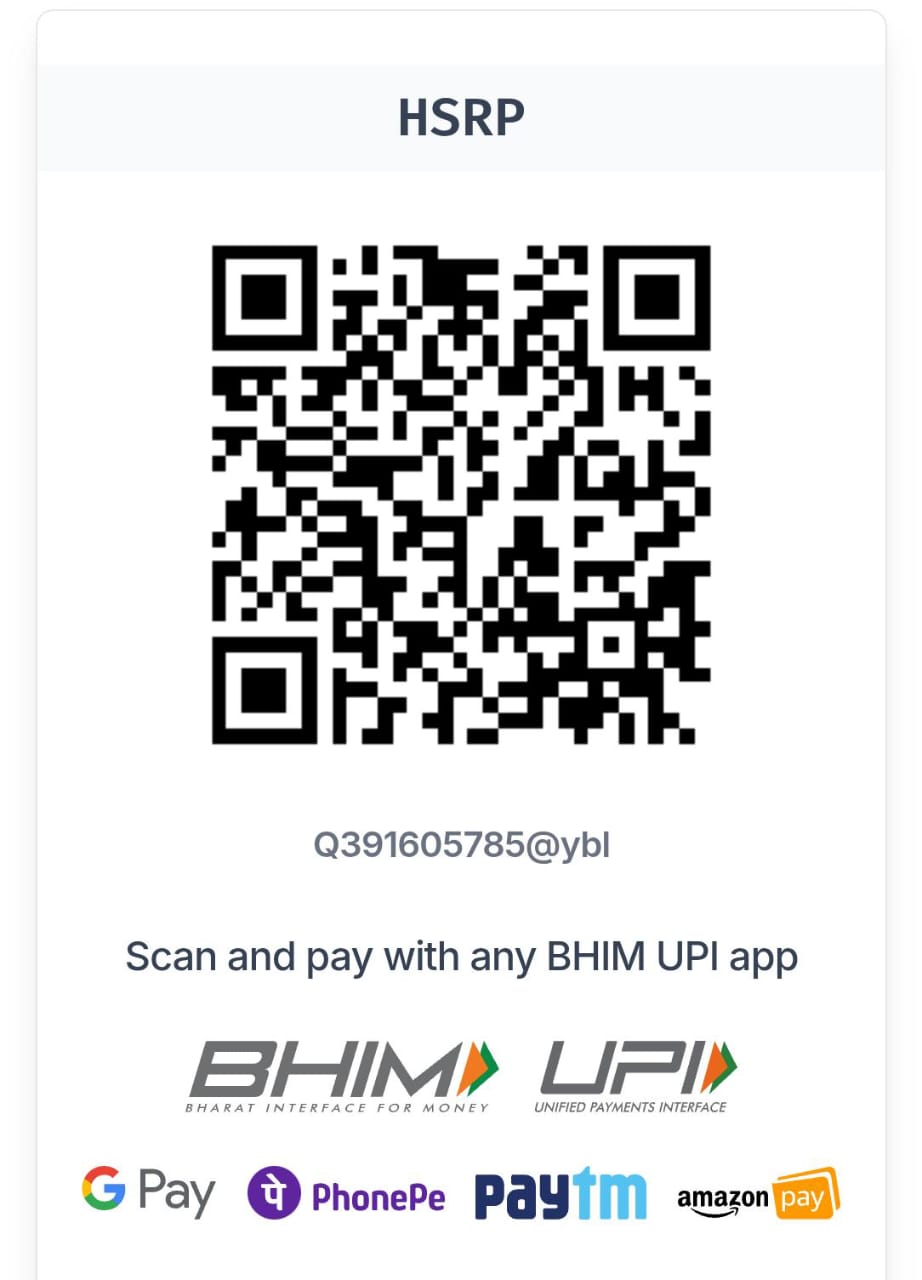 HSRP
Q391605785@ybl
Scan and pay with any BHIM UPI app
BHIM UPI
BHARAT INTERFACE FOR MONEY UNIFIED PAYMENTS INTERFACE
G Pay पे PhonePe paytm amazon pay